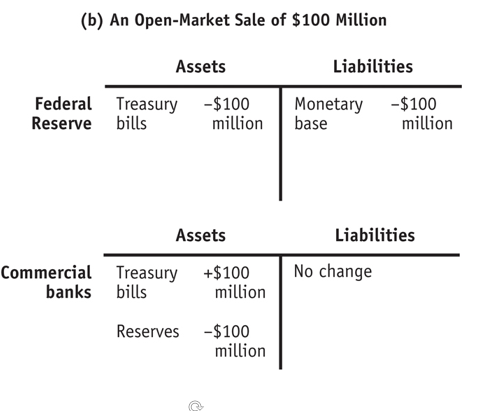 (b) An Open-Market Sale of $100 Million
Assets Liabilities
Federal Treasury –$100 Monetary –$100
Reserve bills million base million
Assets Liabilities
Commercial Treasury +$100 No change
banks bills million
Reserves –$100
million